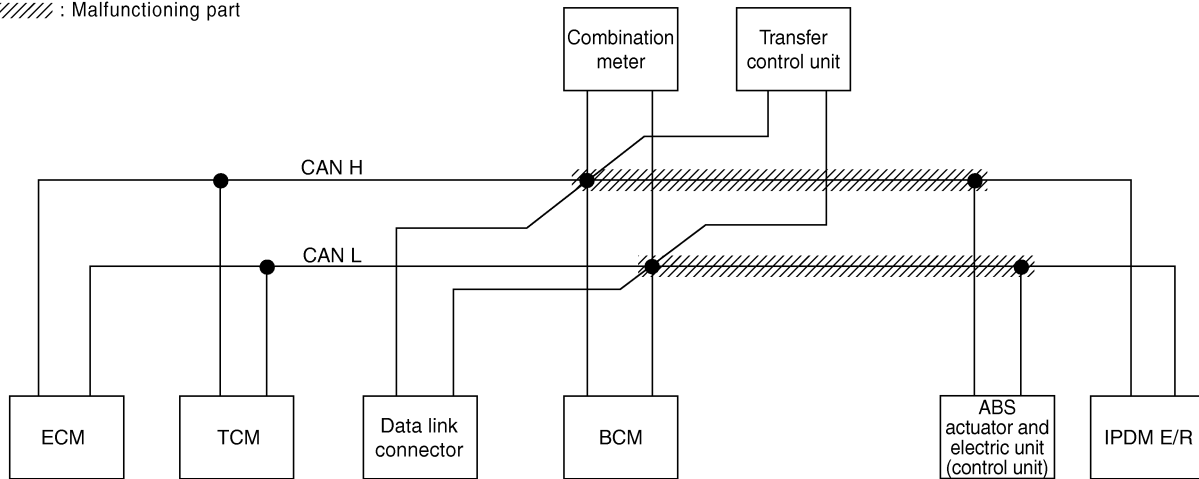 : Malfunctioning part
Combination
meter
Transfer
control unit
CAN H
CAN L
ECM
TCM
Data link
connector
BCM
ABS
actuator and
electric unit
(control unit)
IPDM E/R